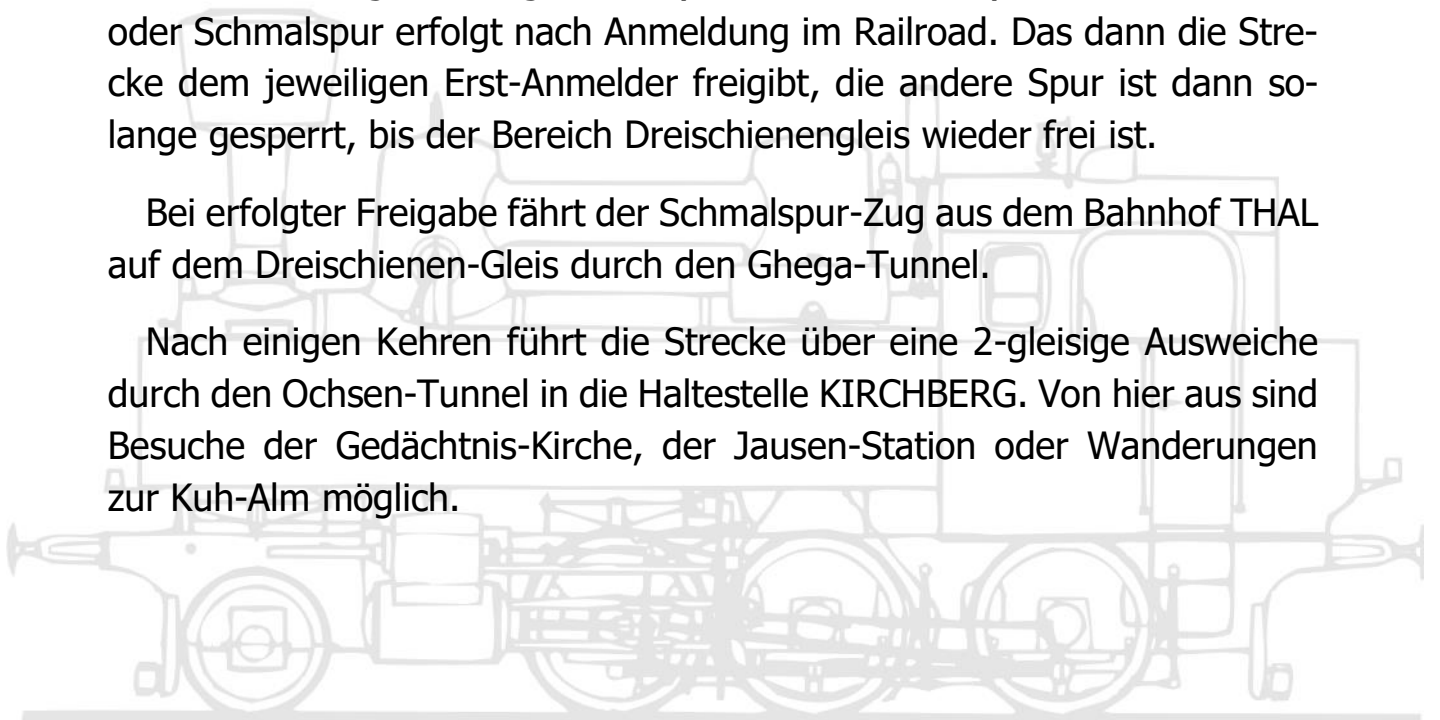 oder Schmalspur erfolgt nach Anmeldung im Railroad. Das dann die Stre-
cke dem jeweiligen Erst-Anmelder freigibt, die andere Spur ist dann so-
lange gesperrt, bis der Bereich Dreischienengleis wieder frei ist.
Bei erfolgter Freigabe fährt der Schmalspur-Zug aus dem Bahnhof THAL
auf dem Dreischienen-Gleis durch den Ghega-Tunnel.
Nach einigen Kehren führt die Strecke über eine 2-gleisige Ausweiche
durch den Ochsen-Tunnel in die Haltestelle KIRCHBERG. Von hier aus sind
Besuche der Gedächtnis-Kirche, der Jausen-Station oder Wanderungen
zur Kuh-Alm möglich.